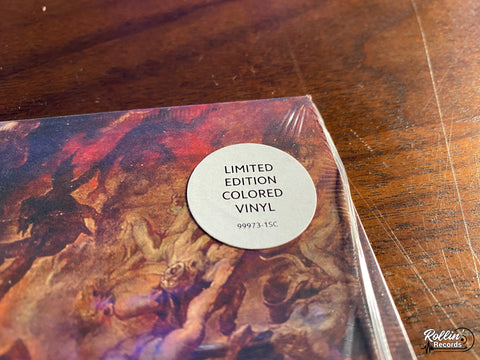 LIMITED
EDITION
COLORED
VINYL
99973-1SC
Rollin'
Records